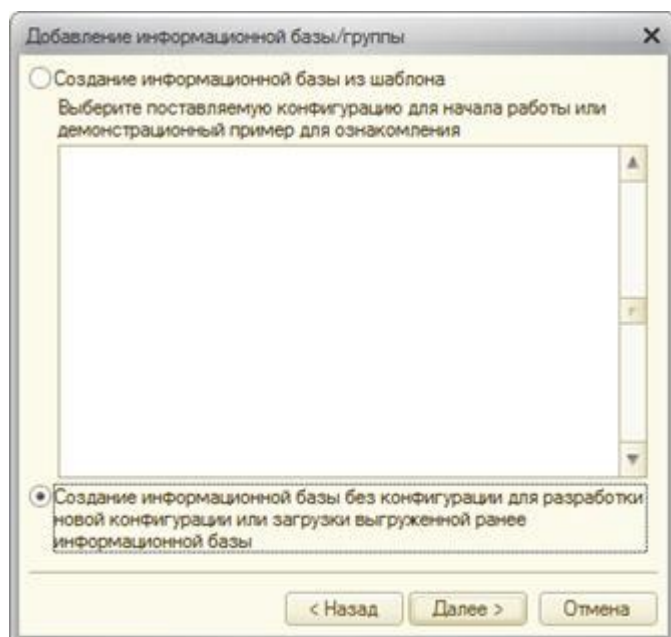 Добавление информационной базы/группы
Создание информационной базы из шаблона
Выберите поставляемую конфигурацию для начала работы или
демонстрационный пример для ознакомления
Создание информационной базы без конфигурации для разработки
новой конфигурации или загрузки выгруженной ранее
информационной базы
< Назад
Далее >
Отмена